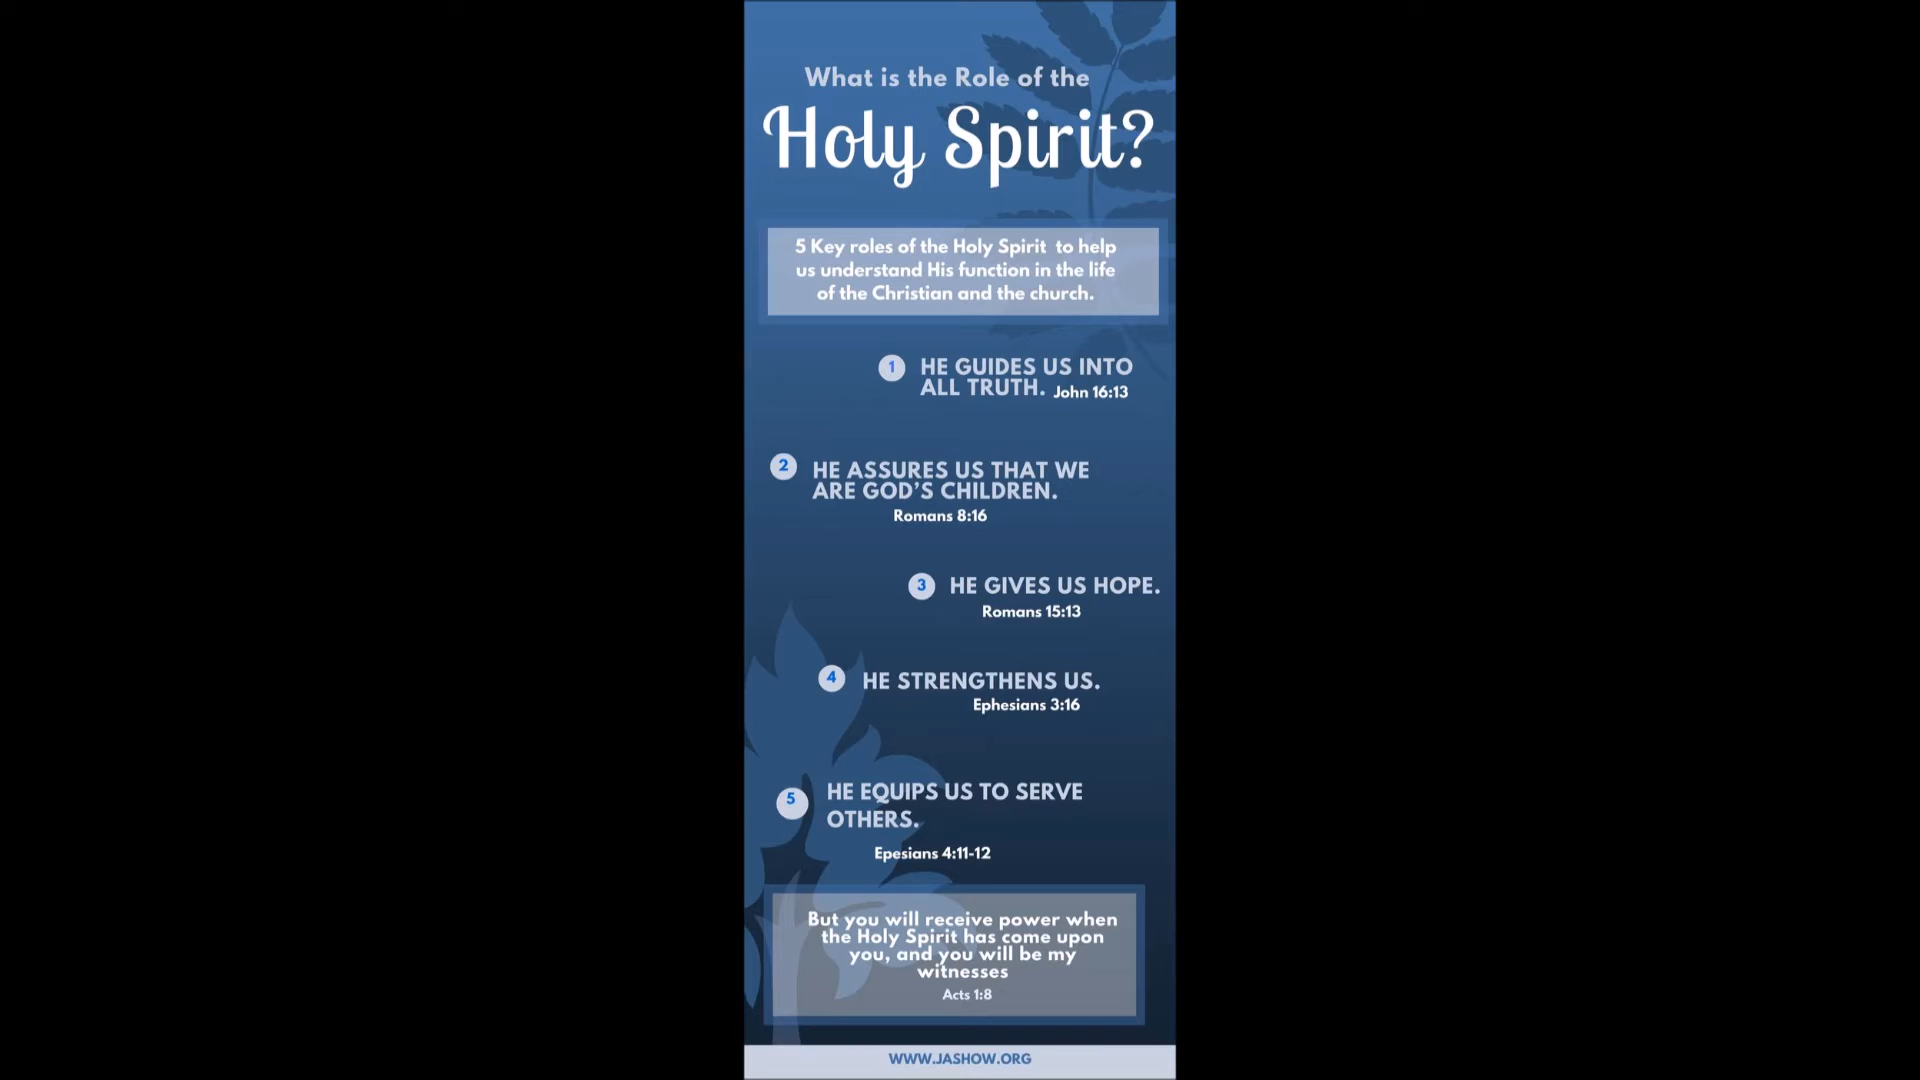 What is the Role of the
Holy Spirit?
5 Key roles of the Holy Spirit to help
us understand His function in the life
of the Christian and the church.
1 HE GUIDES US INTO
ALL TRUTH. John 16:13
2 HE ASSURES US THAT WE
ARE GOD'S CHILDREN.
Romans 8:16
3 HE GIVES US HOPE.
Romans 15:13
4 HE STRENGTHENS US.
Ephesians 3:16
5 HE EQUIPS US TO SERVE
OTHERS.
Epesians 4:11-12
But you will receive power when
the Holy Spirit has come upon
you, and you will be my
witnesses
Acts 1:8
WWW.JASHOW.ORG